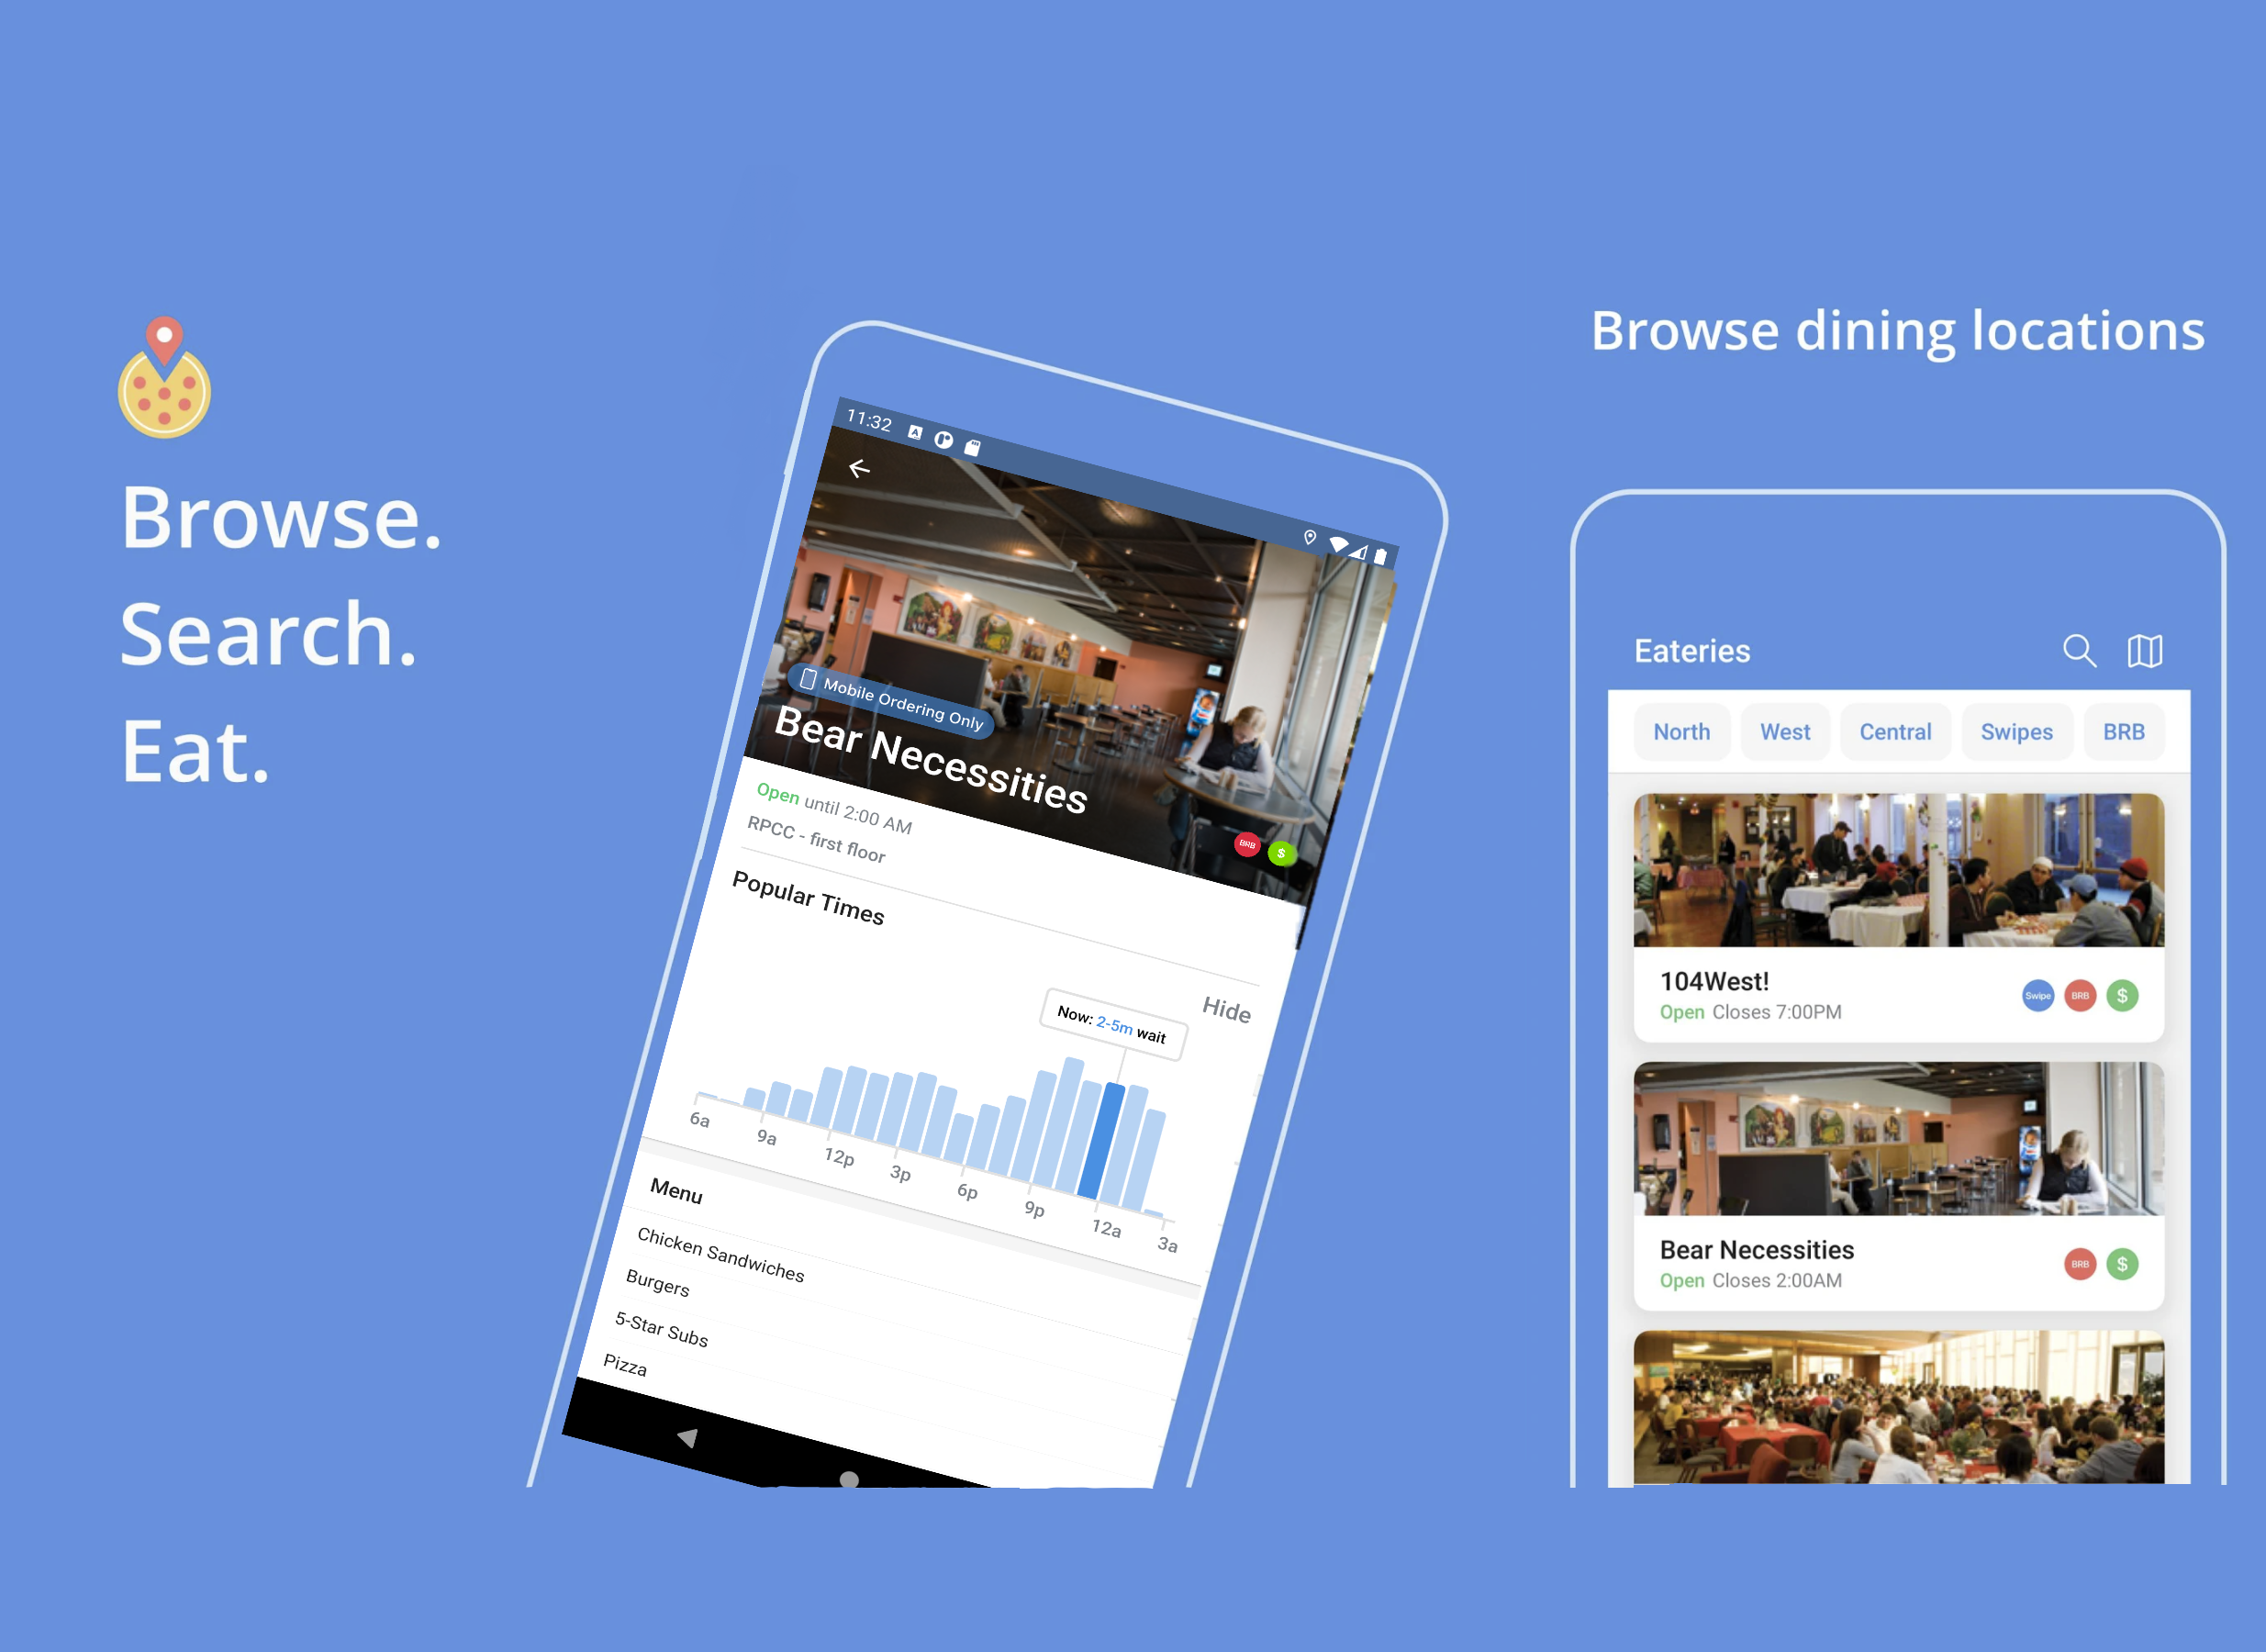 Browse.
Search.
Eat.
11:32
Mobile Ordering Only
Bear Necessities
BRB $
Open until 2:00 AM
RPCC - first floor
Popular Times
Hide
Now: 2-5m wait
6a 9a 12p 3p 6p 9p 12a 3a
Menu
Chicken Sandwiches
Burgers
5-Star Subs
Pizza
Browse dining locations
Eateries
North West Central Swipes BRB
104West!
Swipe BRB $
Open Closes 7:00PM
Bear Necessities
BRB $
Open Closes 2:00AM